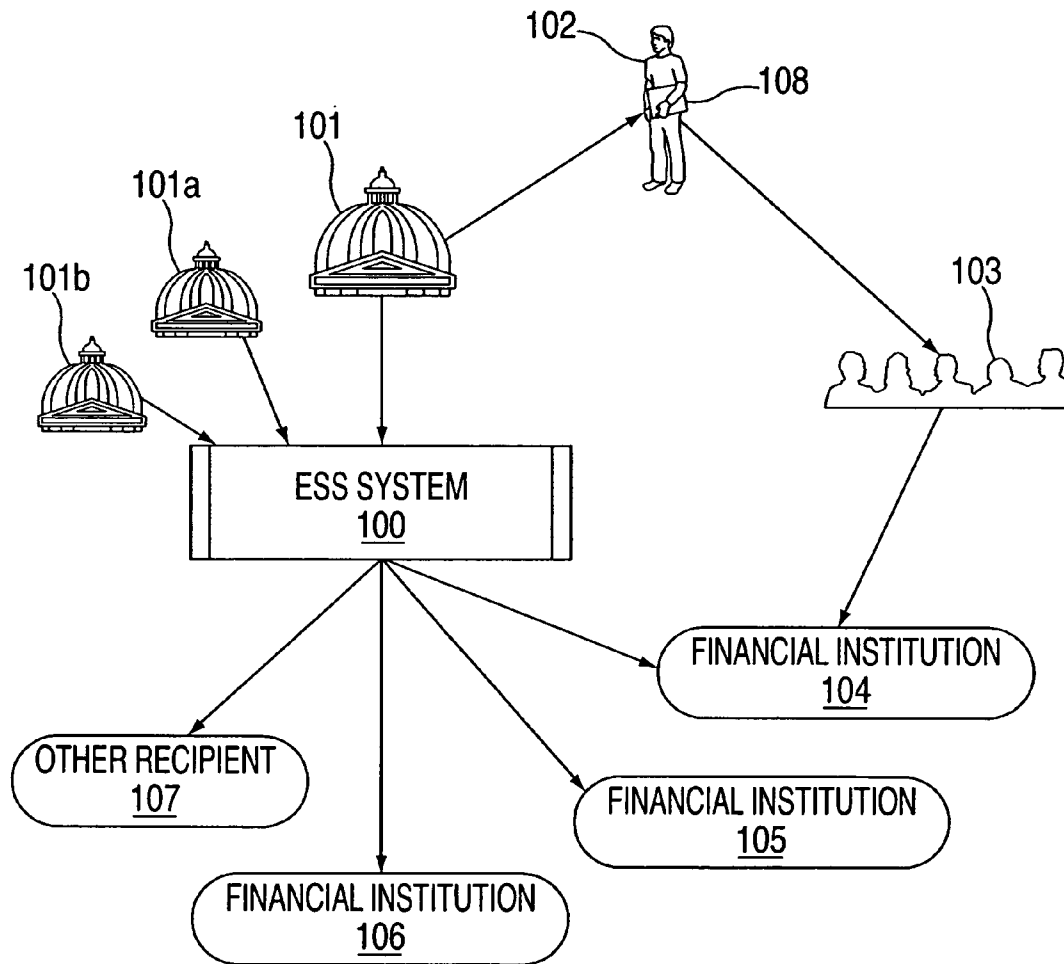 102
108
101
101a
101b
103
ESS SYSTEM
100
FINANCIAL INSTITUTION
104
OTHER RECIPIENT
107
FINANCIAL INSTITUTION
105
FINANCIAL INSTITUTION
106